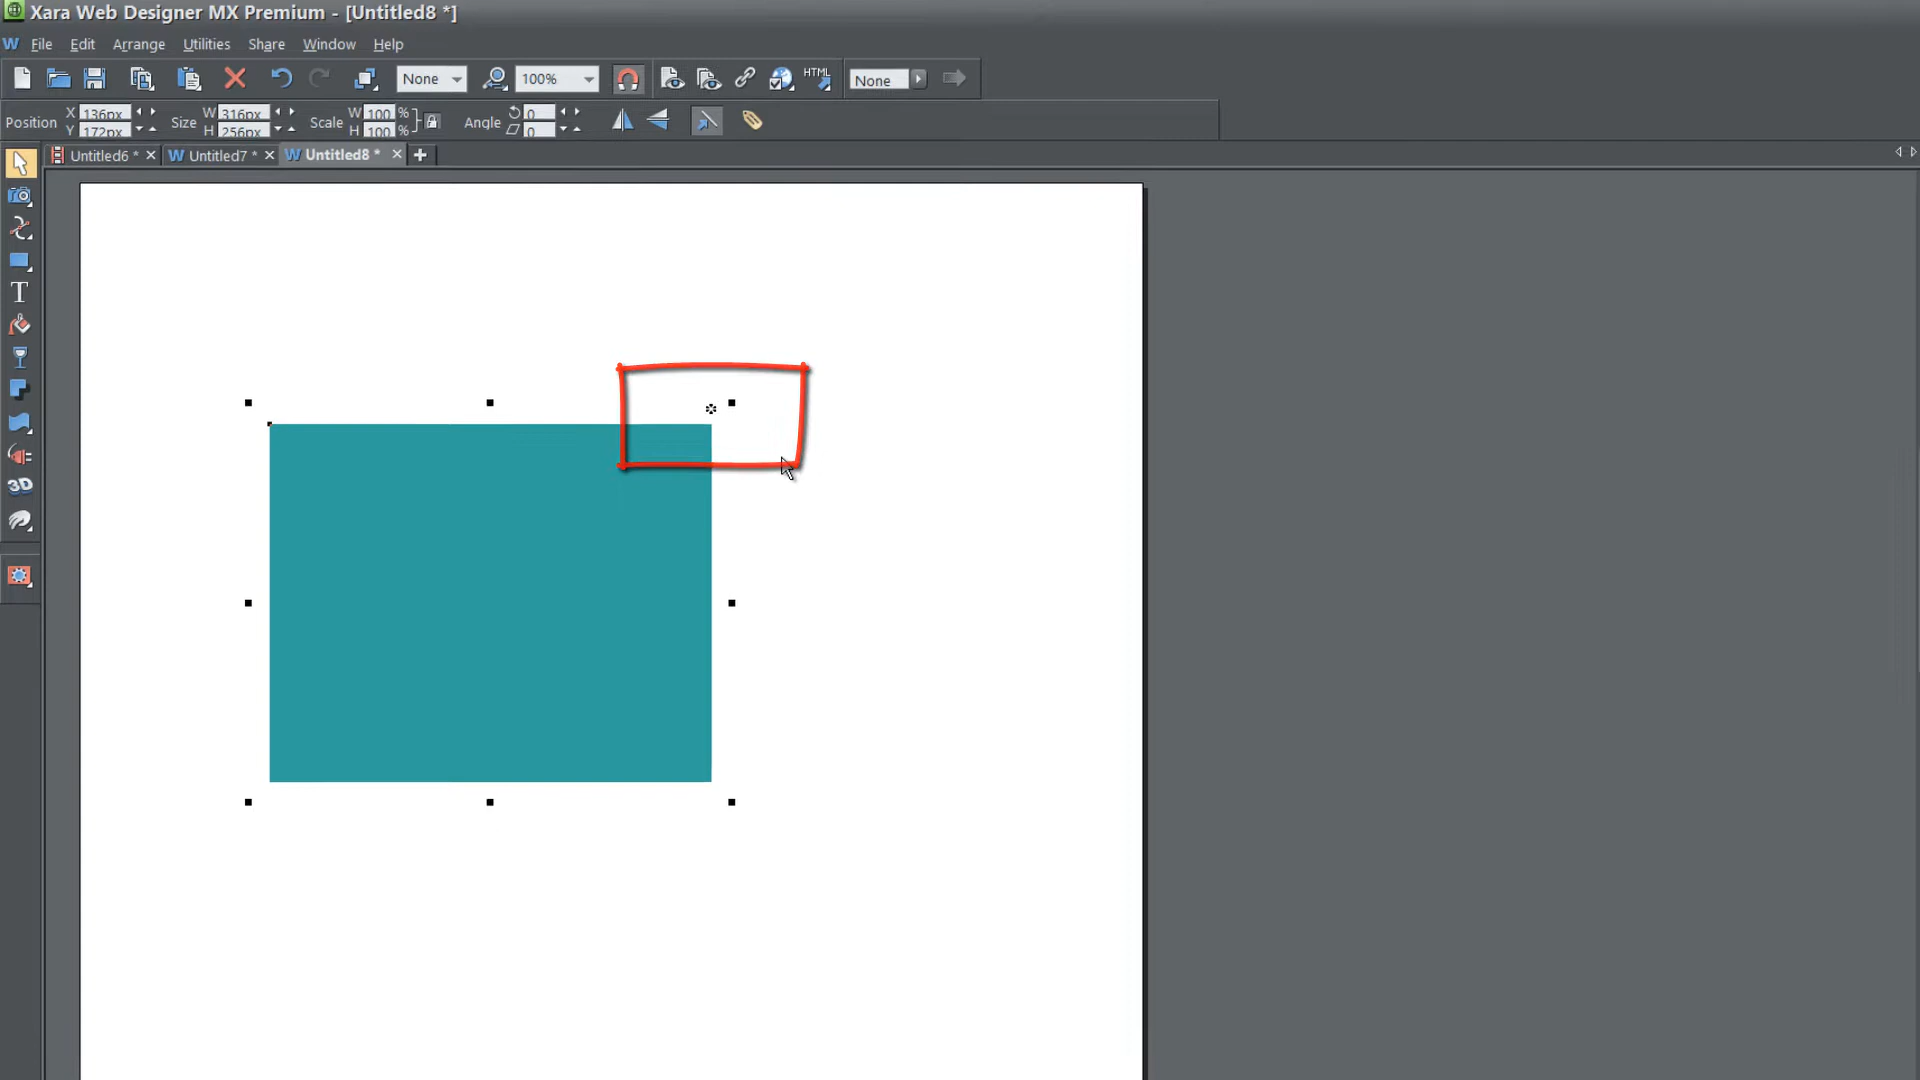 Xara Web Designer MX Premium - [Untitled8 *]
W File Edit Arrange Utilities Share Window Help
None 100% HTML None
Position X 136px Y 172px Size W 316px H 256px Scale W 100 % H 100 % Angle 0 0
Untitled6 * W Untitled7 * W Untitled8 *
T
3D